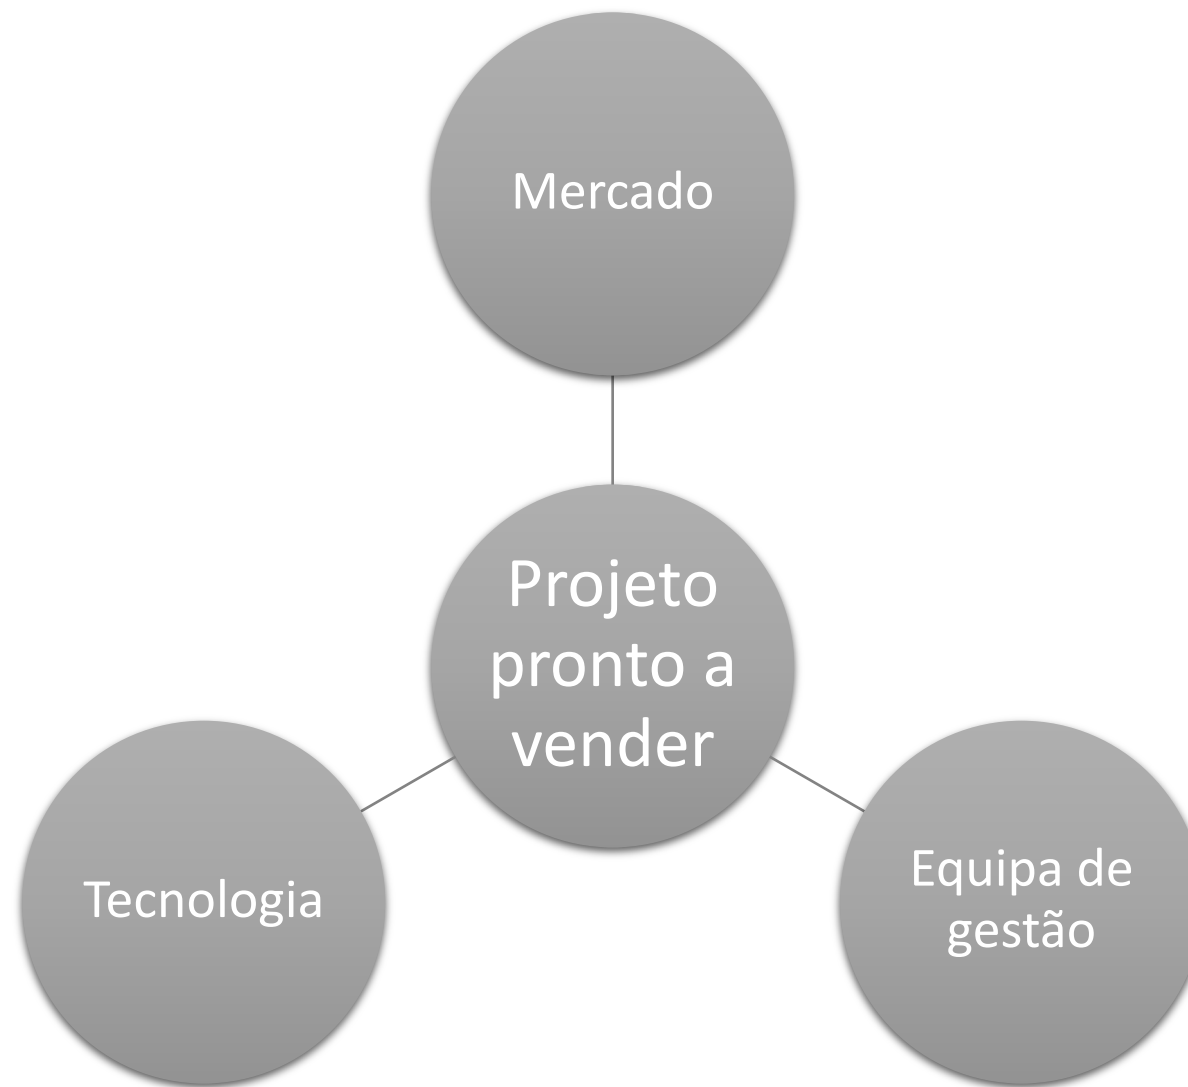 Mercado
Projeto
pronto a
vender
Tecnologia
Equipa de
gestão